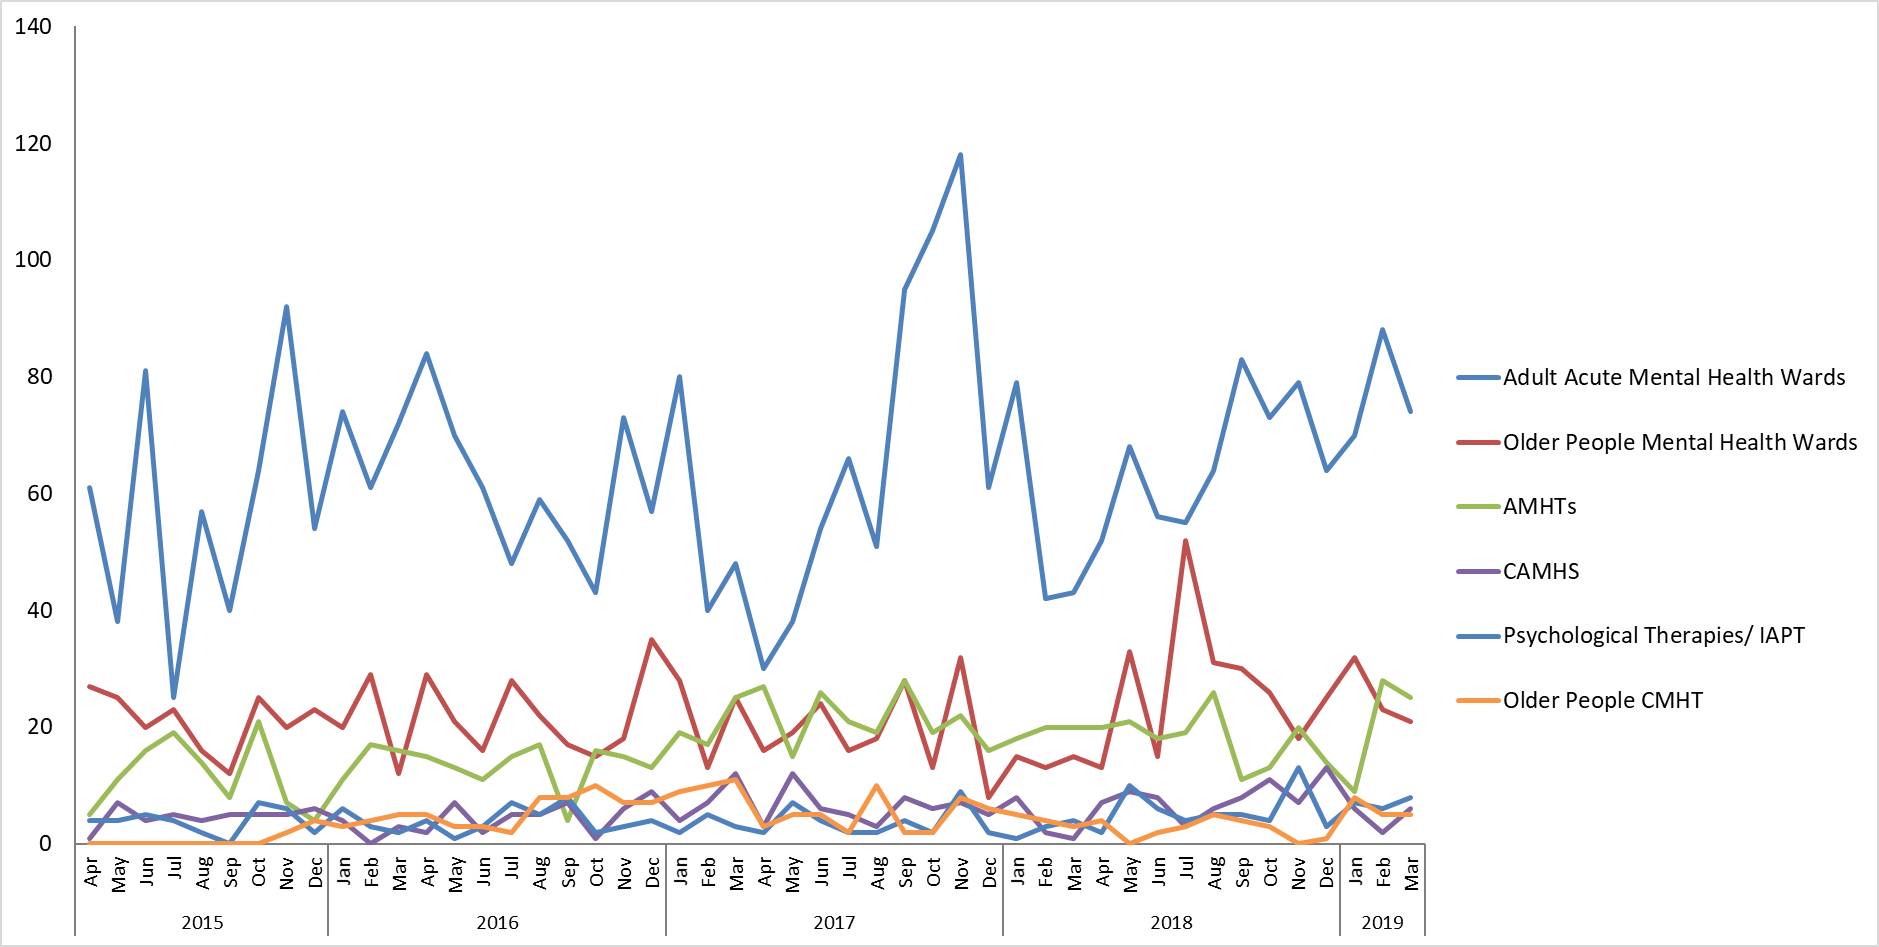 140
120
100
80
60
40
20
0
Apr May Jun Jul Aug Sep Oct Nov Dec Jan Feb Mar Apr May Jun Jul Aug Sep Oct Nov Dec Jan Feb Mar Apr May Jun Jul Aug Sep Oct Nov Dec Jan Feb Mar Apr May Jun Jul Aug Sep Oct Nov Dec Jan Feb Mar
2015 2016 2017 2018 2019
Adult Acute Mental Health Wards
Older People Mental Health Wards
AMHTs
CAMHS
Psychological Therapies/ IAPT
Older People CMHT